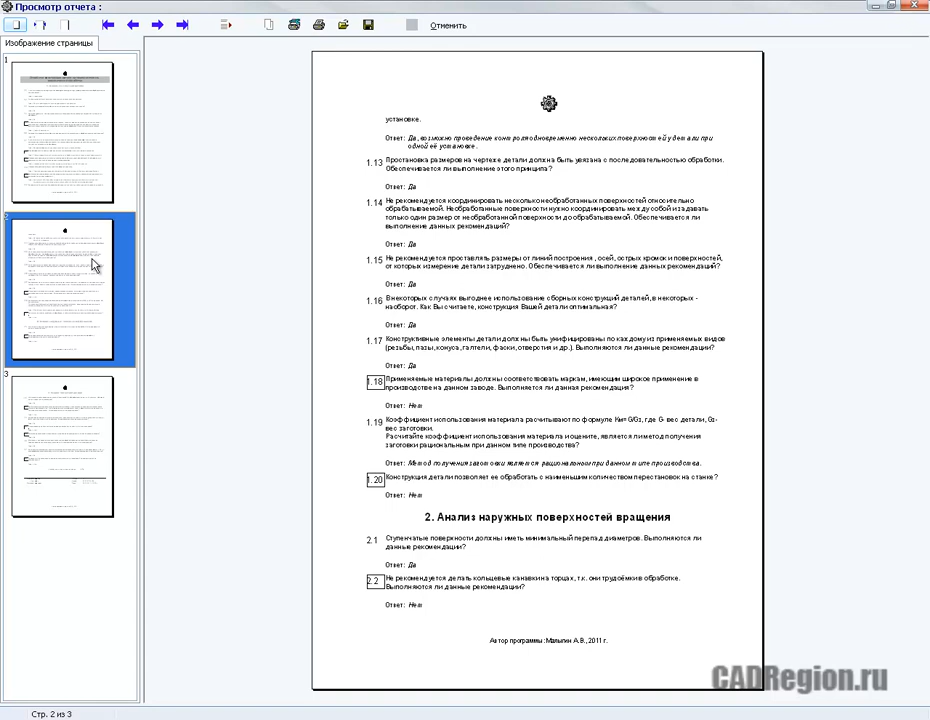 Просмотр отчета :
Отменить
Изображение страницы
1
2
3
установке.
Ответ: Да, возможно проведение контроля одновременно нескольких поверхностей у детали при
одной её установке.
1.13 Простановка размеров на чертеже детали должна быть увязана с последовательностью обработки.
Обеспечивается ли выполнение этого принципа?
Ответ: Да
1.14 Не рекомендуется координировать несколько необработанных поверхностей относительно
обрабатываемой. Необработанные поверхности нужно координировать между собой и задавать
только один размер от необработанной поверхности до обрабатываемой. Обеспечивается ли
выполнение данных рекомендаций?
Ответ: Да
1.15 Не рекомендуется проставлять размеры от линий построения , осей, острых кромок и поверхностей,
от которых измерение детали затруднено. Обеспечивается ли выполнение данных рекомендаций?
Ответ: Да
1.16 В некоторых случаях выгоднее использование сборных конструкций деталей, в некоторых -
наоборот. Как Вы считаете, конструкция Вашей детали оптимальная?
Ответ: Да
1.17 Конструктивные элементы детали должны быть унифицированы по каждому из применяемых видов
(резьбы, пазы, конуса, галтели, фаски, отверстия и др.). Выполняются ли данные рекомендации?
Ответ: Да
1.18 Применяемые материалы должны соответствовать маркам, имеющим широкое применение в
производстве на данном заводе. Выполняется ли данная рекомендация?
Ответ: Нет
1.19 Коэффициент использования материала расчитывают по формуле Ки= G/Gз, где G- вес детали, Gз-
вес заготовки.
Расчитайте коэффициент использования материала и оцените, является ли метод получения
заготовки рациональным при данном типе производства?
Ответ: Метод получения заготовки является рациональным при данном типе производства.
1.20 Конструкция детали позволяет ее обработать с наименьшим количеством перестановок на станке?
Ответ: Нет
2. Анализ наружных поверхностей вращения
2.1 Ступенчатые поверхности должны иметь минимальный перепад диаметров. Выполняются ли
данные рекомендации?
Ответ: Да
2.2 Не рекомендуется делать кольцевые канавки на торцах, т.к. они трудоёмки в обработке.
Выполняются ли данные рекомендации?
Ответ: Нет
Автор программы: Малыгин А.В., 2011 г.
CADRegion.ru
Стр. 2 из 3